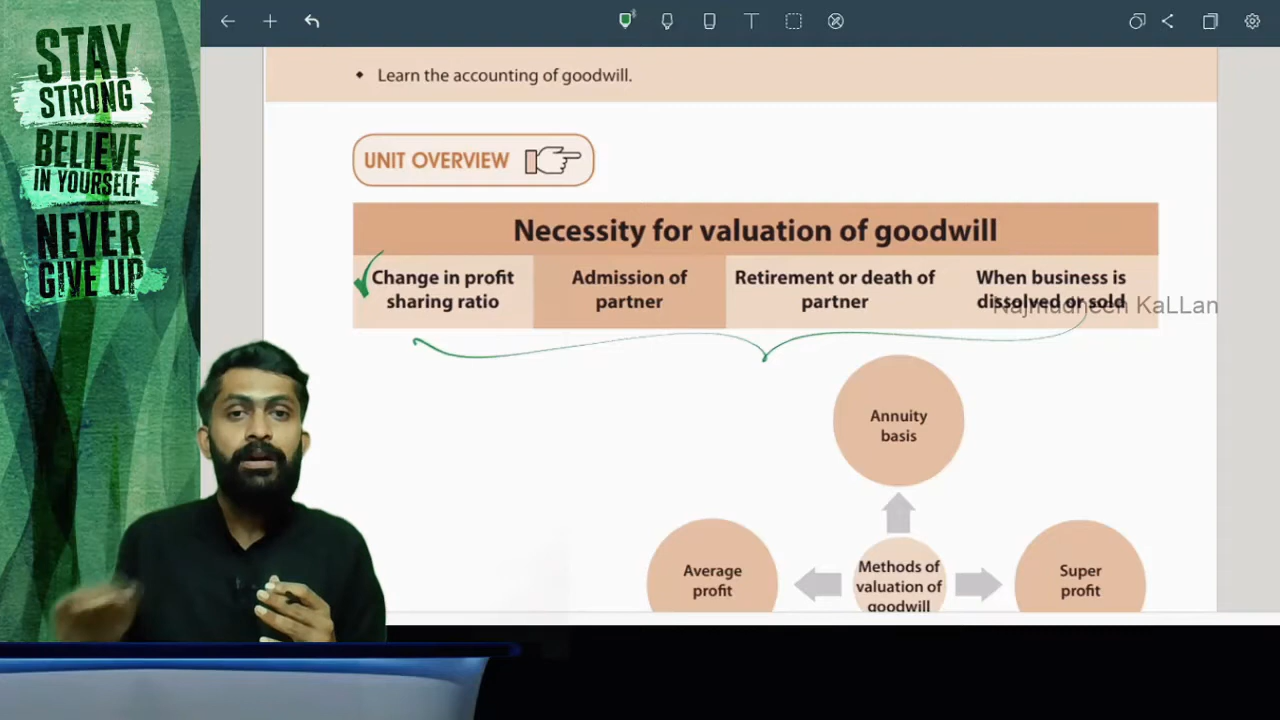 STAY
STRONG
BELIEVE
IN YOURSELF
NEVER
GIVE UP
T
◆ Learn the accounting of goodwill.
UNIT OVERVIEW
Necessity for valuation of goodwill
Change in profit
sharing ratio
Admission of
partner
Retirement or death of
partner
When business is
dissolved or sold
Najmudheen KaLLan
Annuity
basis
Average
profit
Methods of
valuation of
goodwill
Super
profit